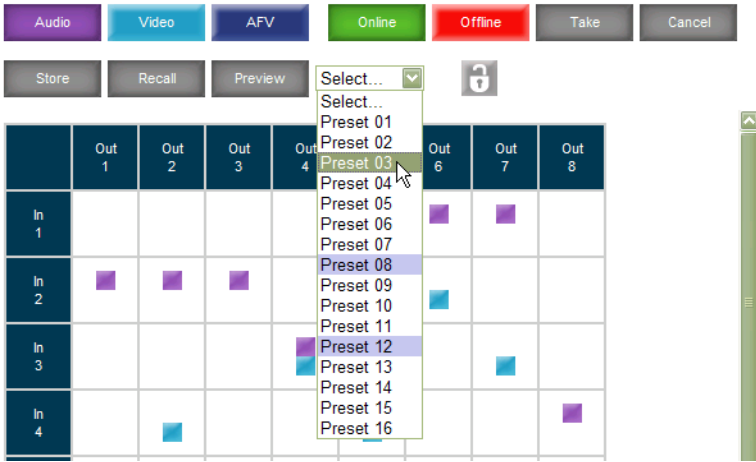 Audio Video AFV Online Offline Take Cancel
Store Recall Preview Select...
Select...
Preset 01
Preset 02
Preset 03
Preset 04
Preset 05
Preset 06
Preset 07
Preset 08
Preset 09
Preset 10
Preset 11
Preset 12
Preset 13
Preset 14
Preset 15
Preset 16
Out Out Out Out Out Out Out
1 2 3 4 6 7 8
In
1
In
2
In
3
In
4